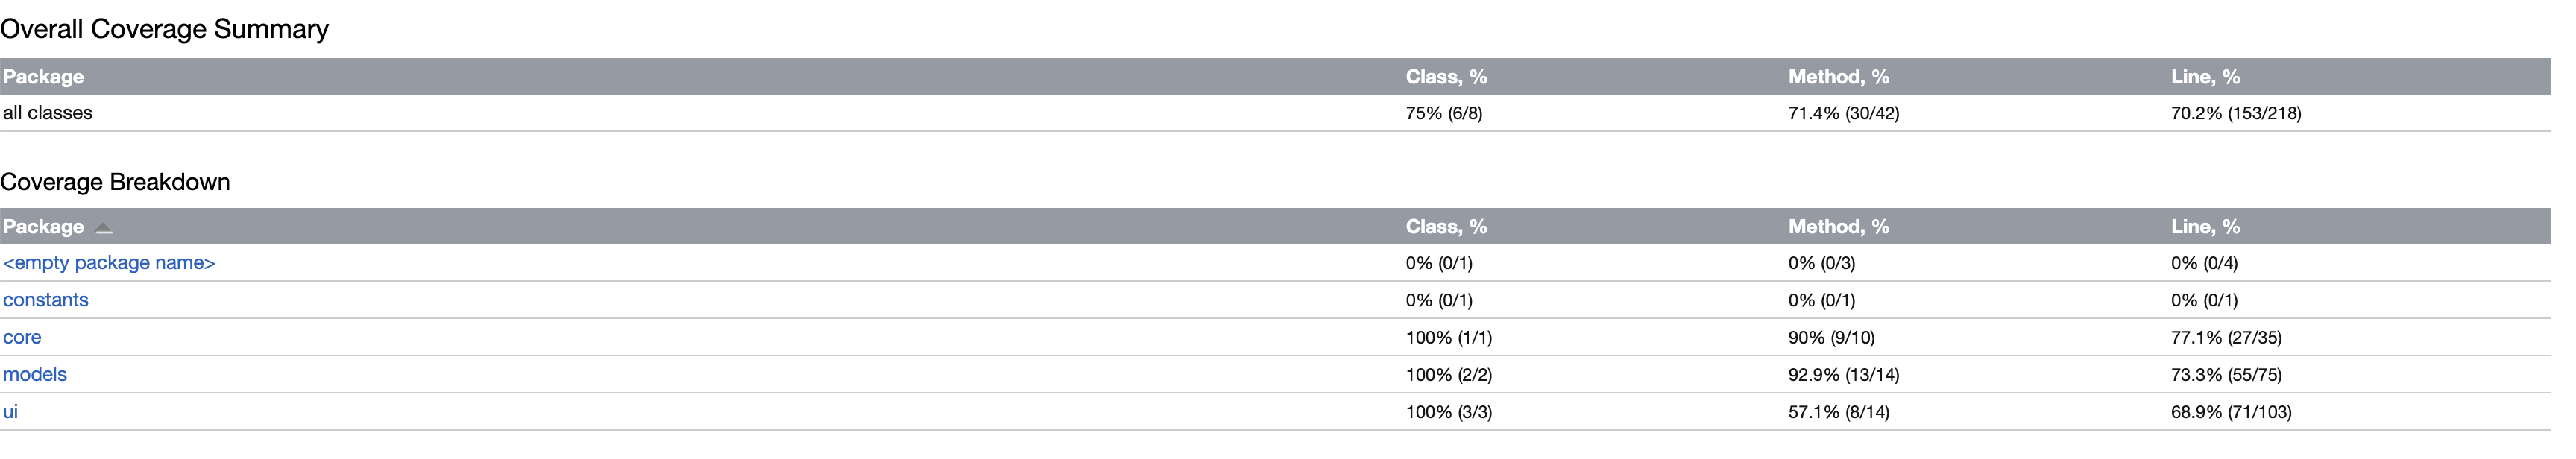 Overall Coverage Summary
Package Class, % Method, % Line, %
all classes 75% (6/8) 71.4% (30/42) 70.2% (153/218)
Coverage Breakdown
Package Class, % Method, % Line, %
<empty package name> 0% (0/1) 0% (0/3) 0% (0/4)
constants 0% (0/1) 0% (0/1) 0% (0/1)
core 100% (1/1) 90% (9/10) 77.1% (27/35)
models 100% (2/2) 92.9% (13/14) 73.3% (55/75)
ui 100% (3/3) 57.1% (8/14) 68.9% (71/103)